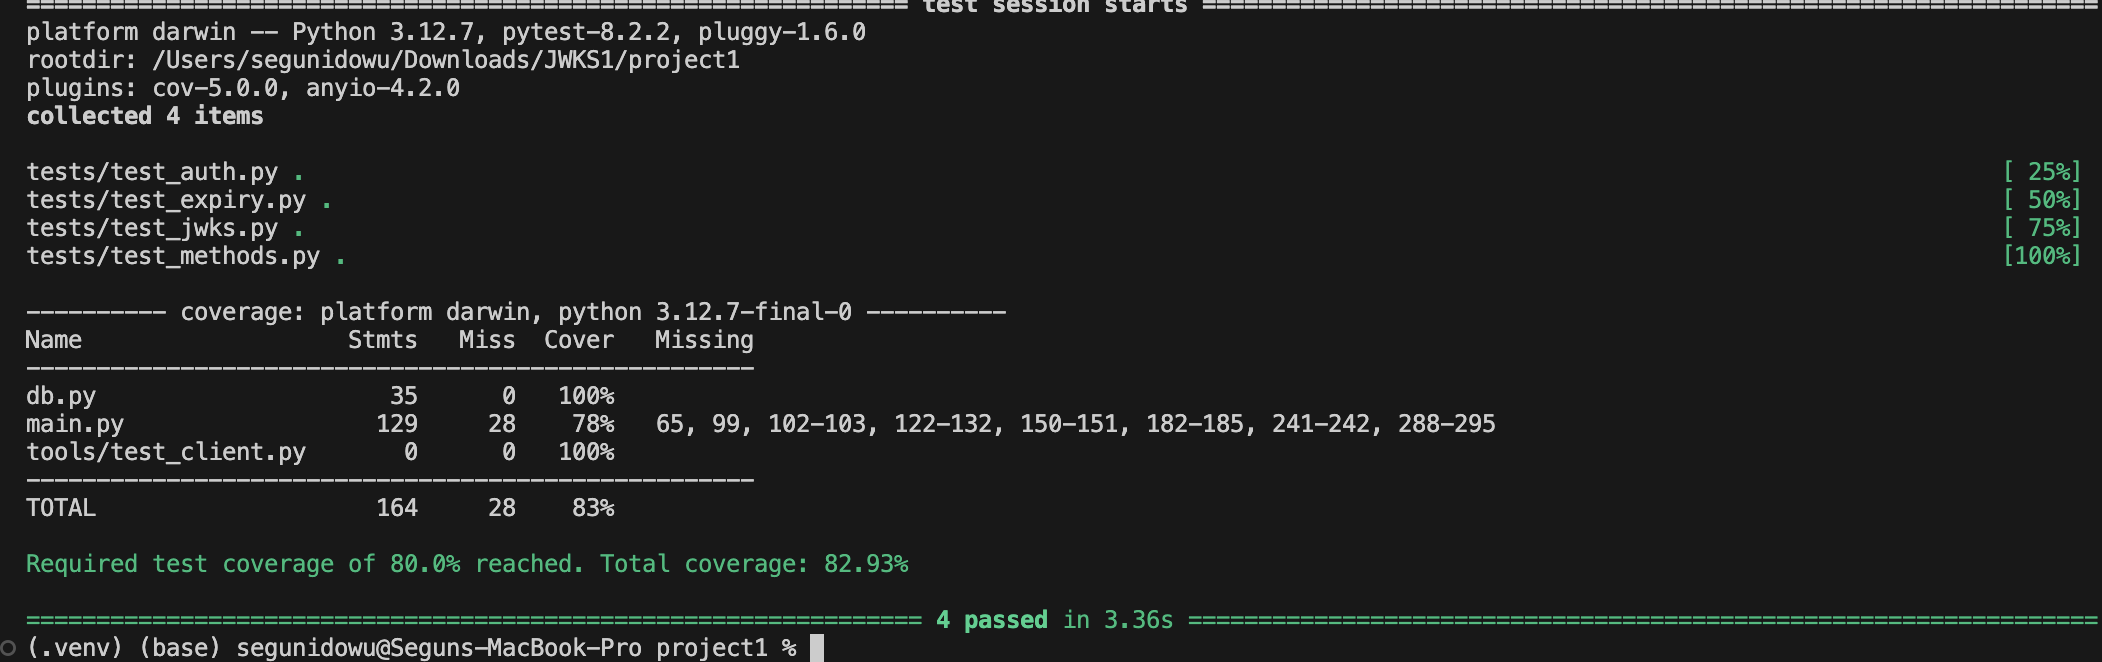 ============================= test session starts =============================
platform darwin -- Python 3.12.7, pytest-8.2.2, pluggy-1.6.0
rootdir: /Users/segunidowu/Downloads/JWKS1/project1
plugins: cov-5.0.0, anyio-4.2.0
collected 4 items
tests/test_auth.py . [ 25%]
tests/test_expiry.py . [ 50%]
tests/test_jwks.py . [ 75%]
tests/test_methods.py . [100%]
---------- coverage: platform darwin, python 3.12.7-final-0 ----------
Name Stmts Miss Cover Missing
----------------------------------------------------
db.py 35 0 100%
main.py 129 28 78% 65, 99, 102-103, 122-132, 150-151, 182-185, 241-242, 288-295
tools/test_client.py 0 0 100%
----------------------------------------------------
TOTAL 164 28 83%
Required test coverage of 80.0% reached. Total coverage: 82.93%
============================= 4 passed in 3.36s =============================
(.venv) (base) segunidowu@Seguns-MacBook-Pro project1 %